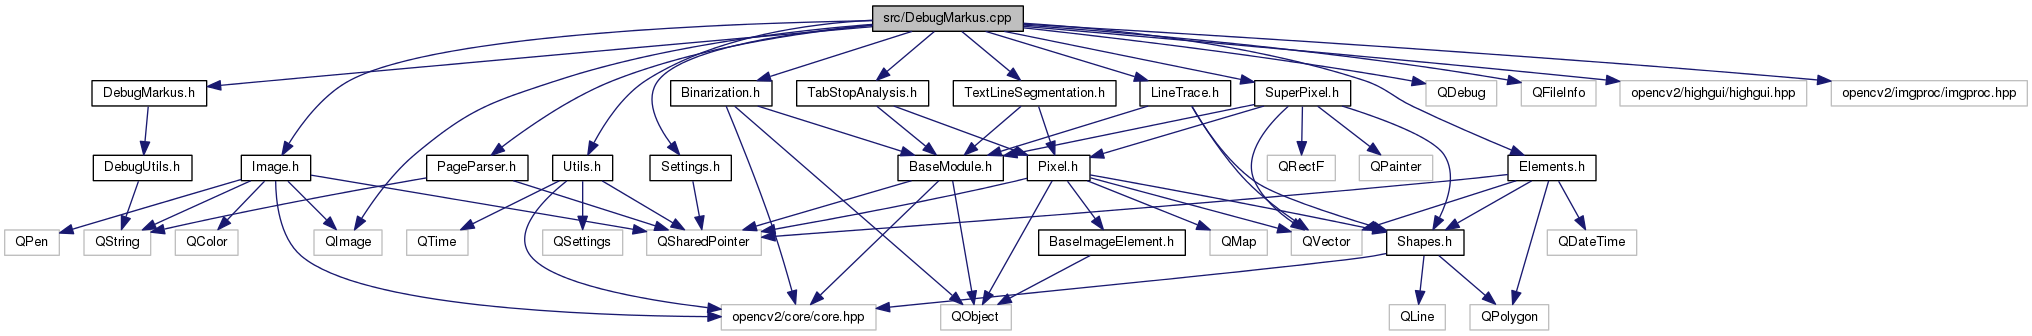 src/DebugMarkus.cpp
DebugMarkus.h
Binarization.h
TabStopAnalysis.h
TextLineSegmentation.h
LineTrace.h
SuperPixel.h
QDebug
QFileInfo
opencv2/highgui/highgui.hpp
opencv2/imgproc/imgproc.hpp
DebugUtils.h
Image.h
PageParser.h
Utils.h
Settings.h
BaseModule.h
Pixel.h
QRectF
QPainter
Elements.h
QPen
QString
QColor
QImage
QTime
QSettings
QSharedPointer
BaseImageElement.h
QMap
QVector
Shapes.h
QDateTime
opencv2/core/core.hpp
QObject
QLine
QPolygon